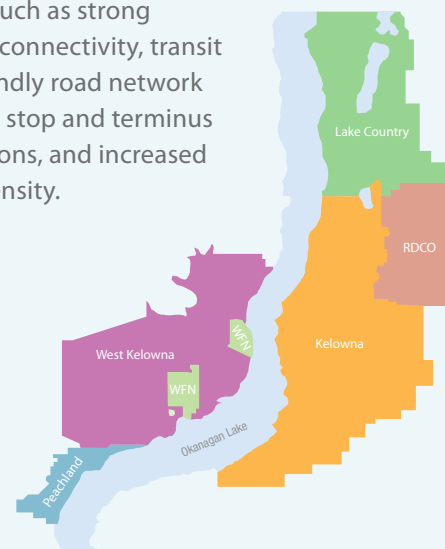 uch as strong
connectivity, transit
ndly road network
stop and terminus
ons, and increased
ensity.
Lake Country
RDCO
Kelowna
WFN
West Kelowna
WFN
Okanagan Lake
Peachland